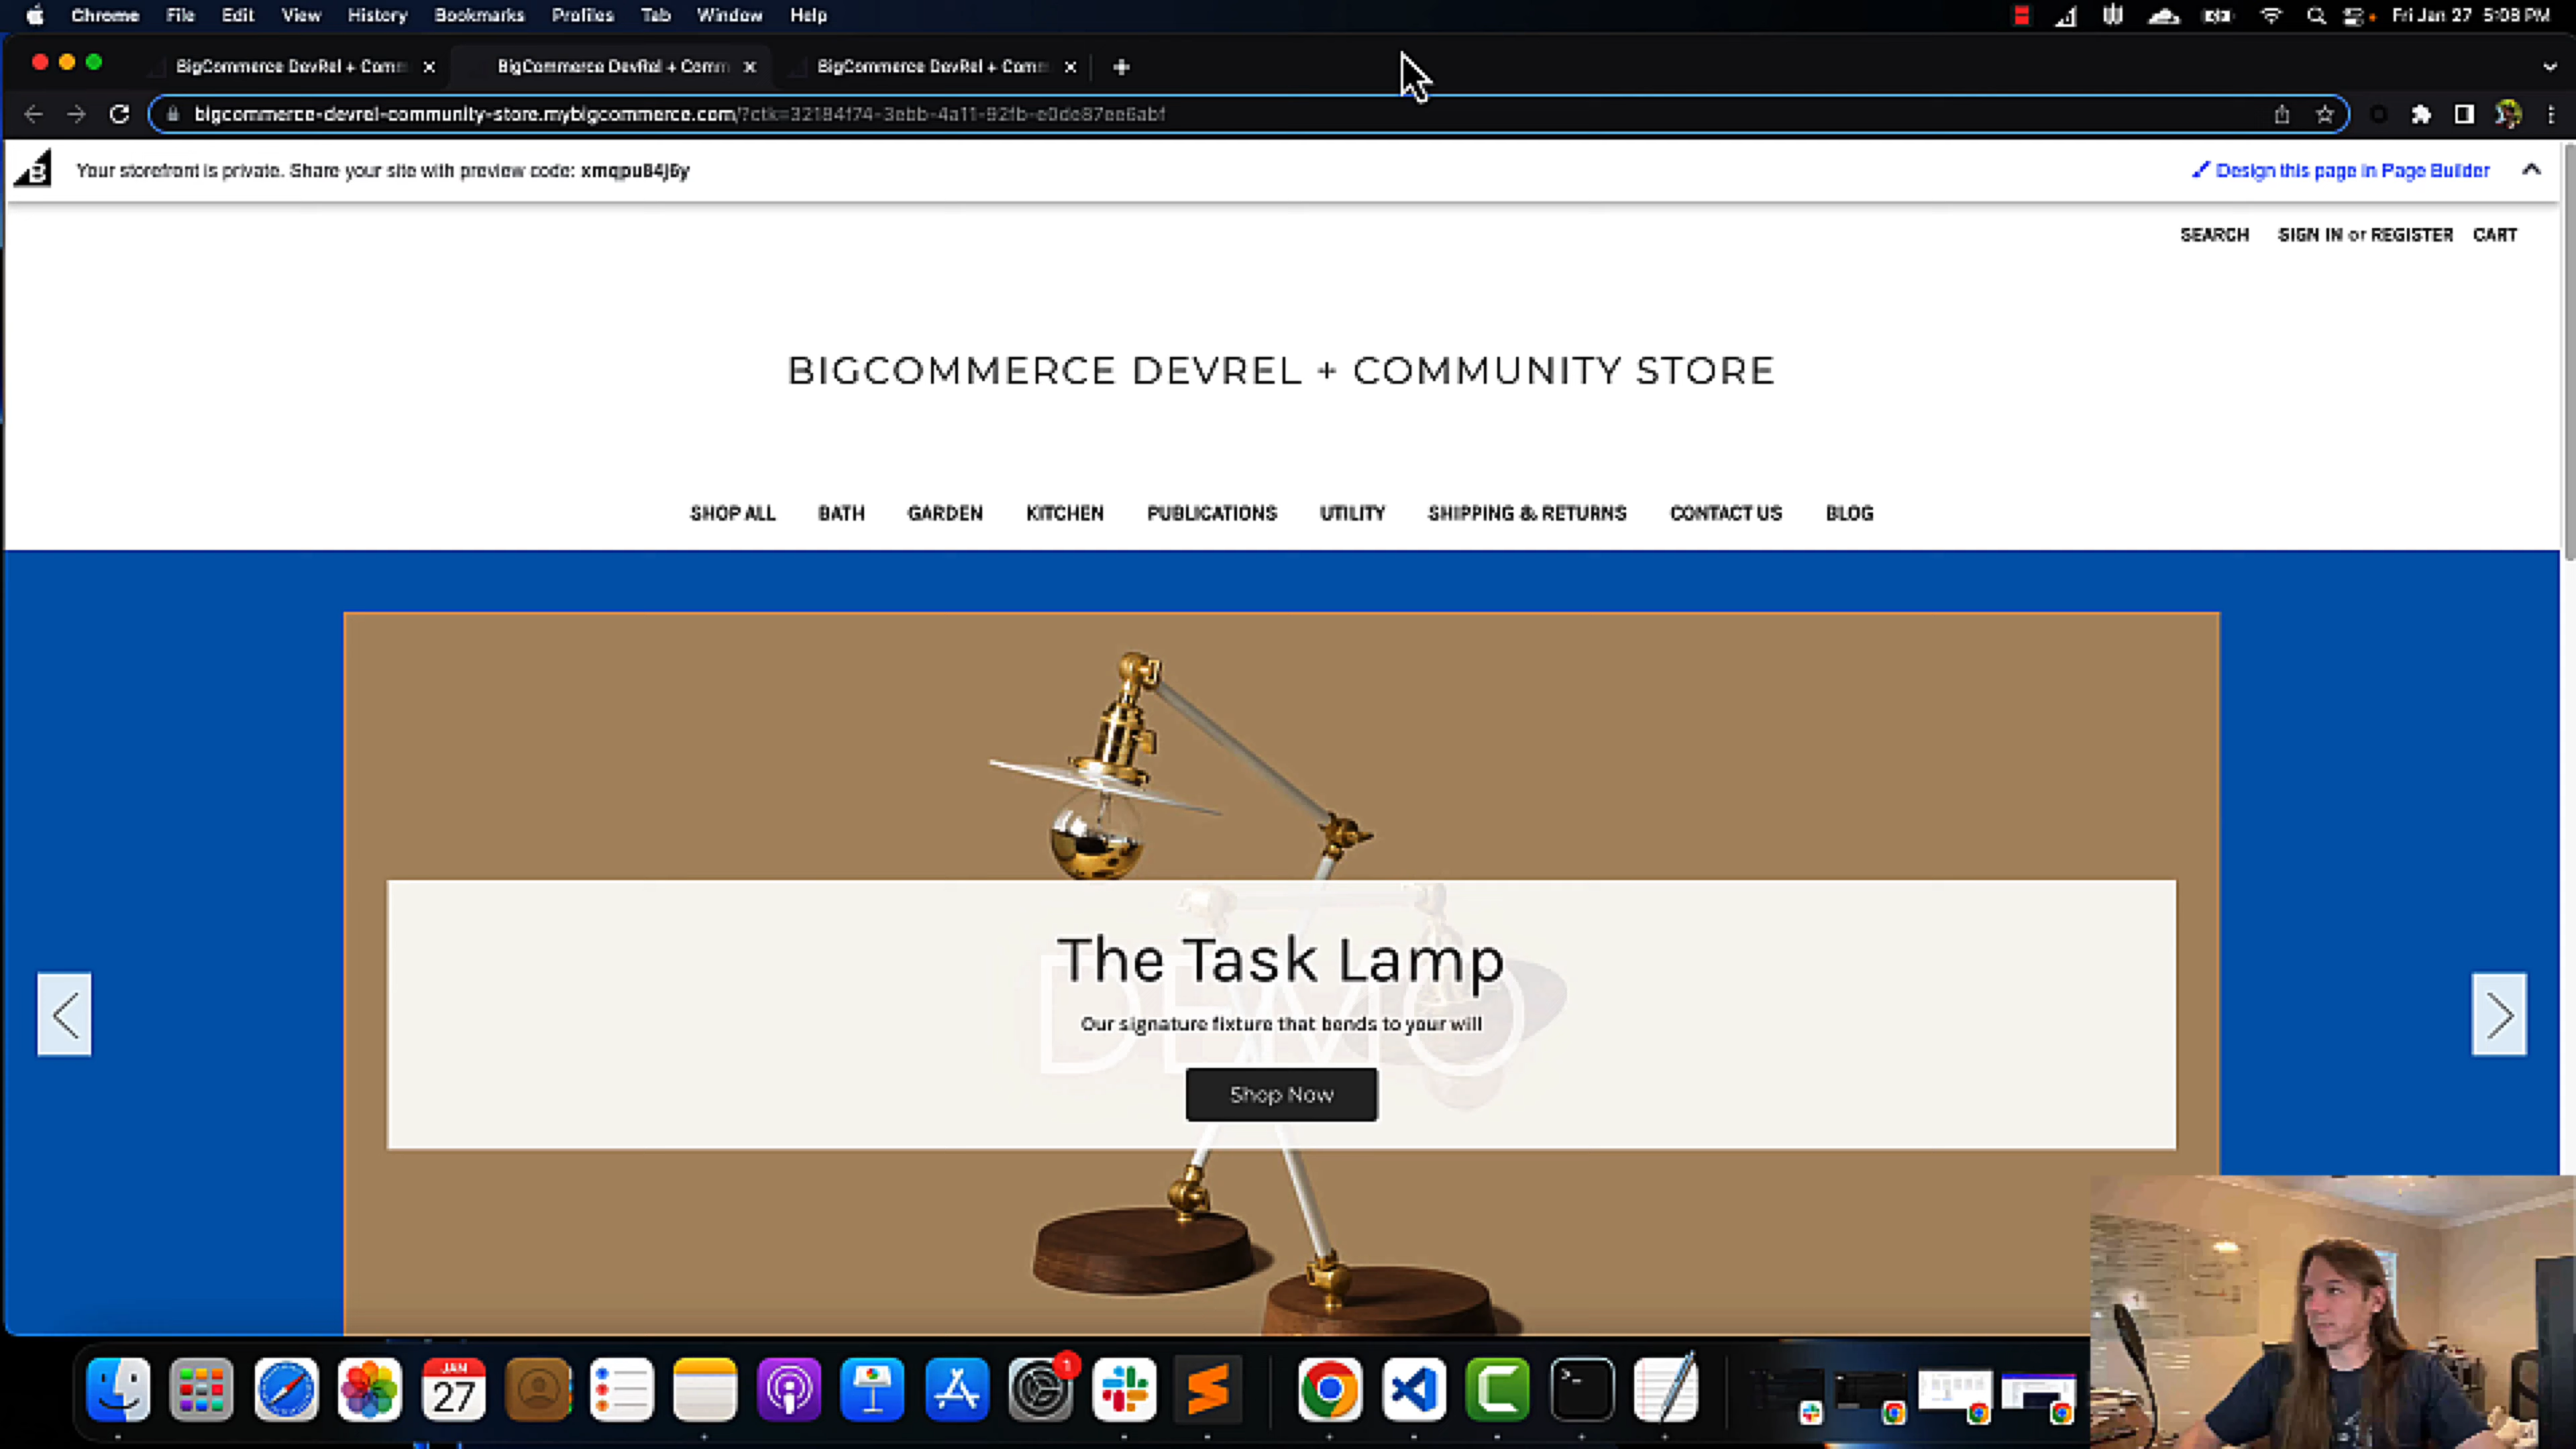 Chrome File Edit View History Bookmarks Profiles Tab Window Help
Fri Jan 27 5:08 PM
BigCommerce DevRel + Comm
BigCommerce DevRel + Comm
BigCommerce DevRel + Comm
bigcommerce-devrel-community-store.mybigcommerce.com/?ctk=32184f74-3ebb-4a11-92fb-e0de87ee6abf
Your storefront is private. Share your site with preview code: xmqpu84j6y
Design this page in Page Builder
SEARCH SIGN IN or REGISTER CART
BIGCOMMERCE DEVREL + COMMUNITY STORE
SHOP ALL BATH GARDEN KITCHEN PUBLICATIONS UTILITY SHIPPING & RETURNS CONTACT US BLOG
The Task Lamp
DEMO
Our signature fixture that bends to your will
Shop Now
JAN
27
1